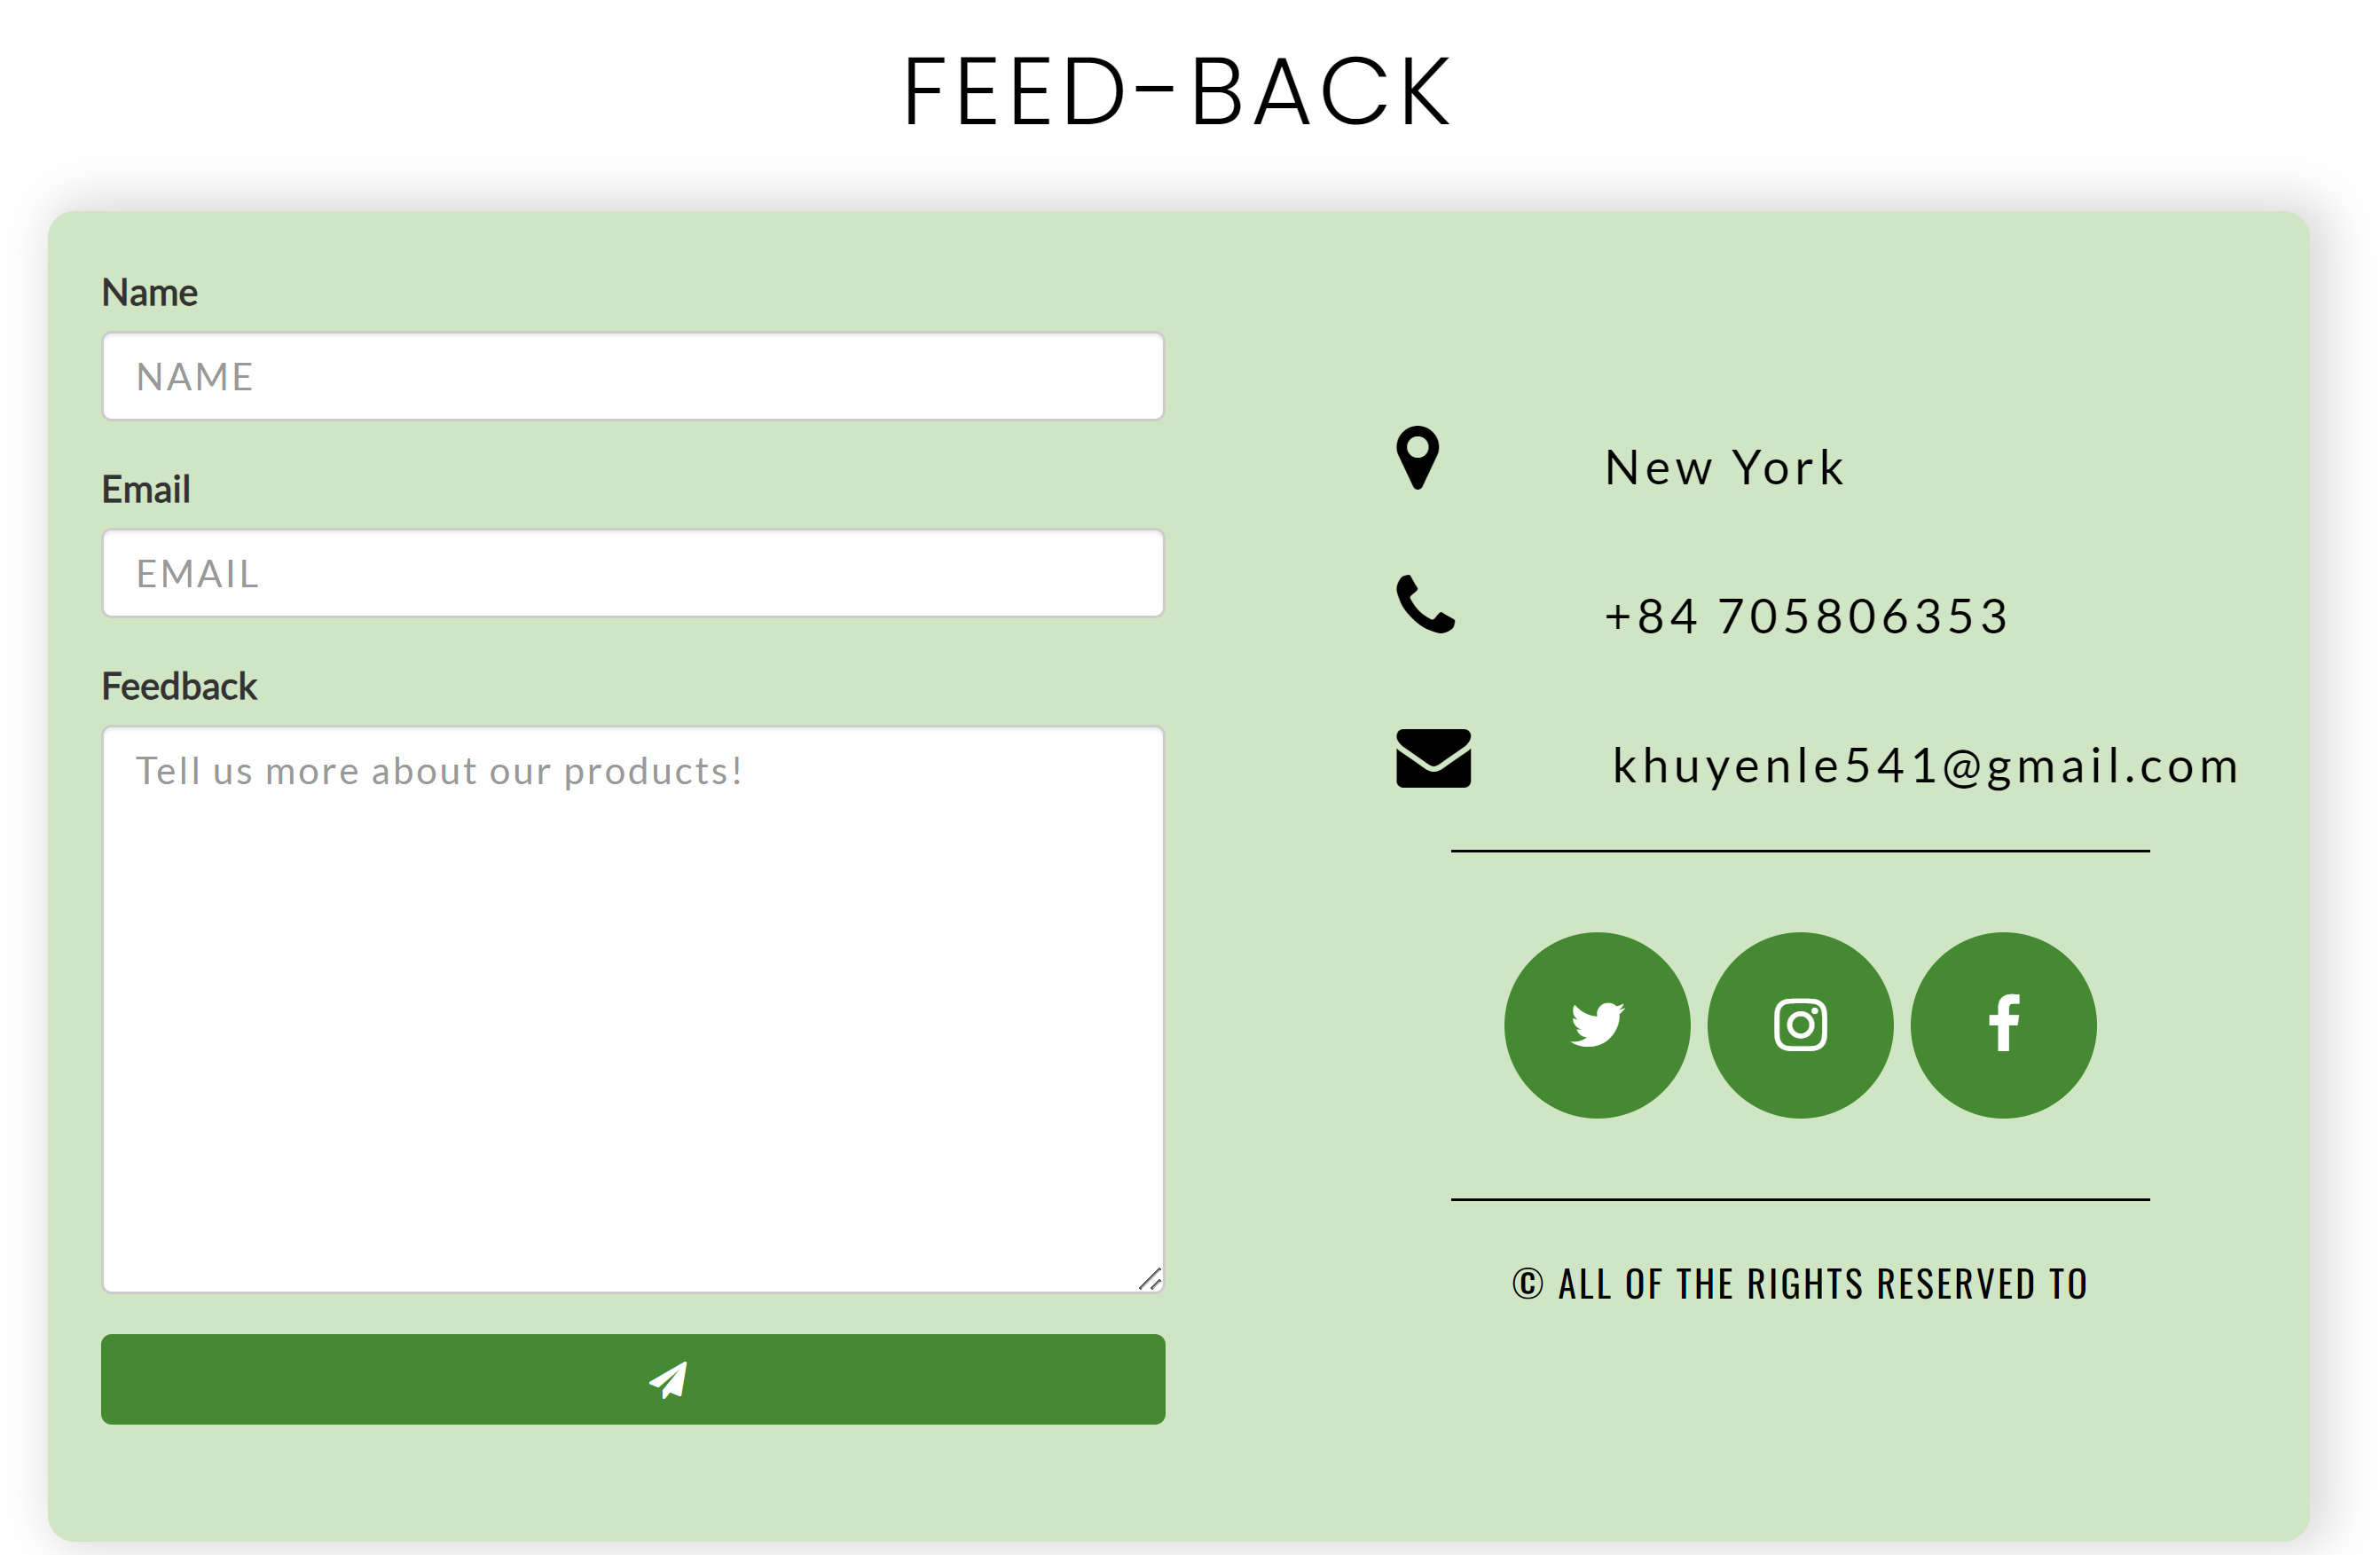 FEED-BACK
Name
NAME
Email
EMAIL
Feedback
Tell us more about our products!
New York
+84 705806353
khuyenle541@gmail.com
© ALL OF THE RIGHTS RESERVED TO